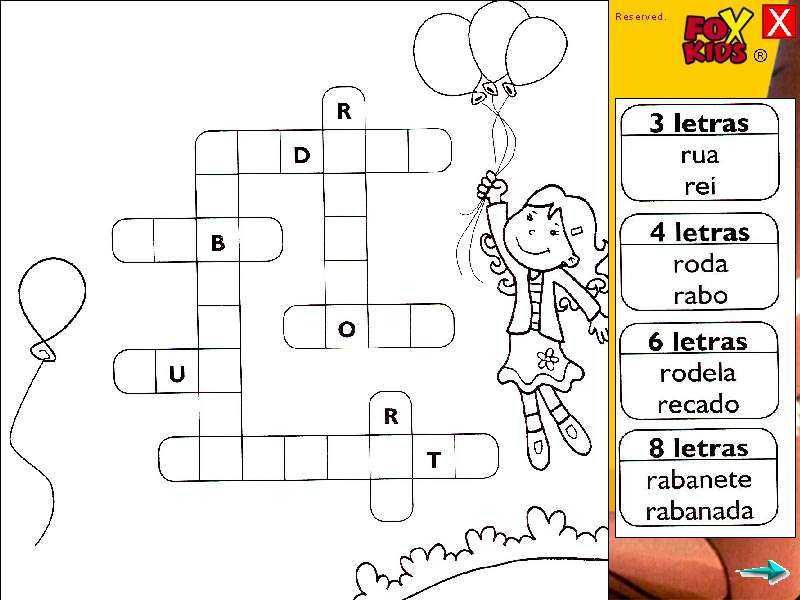 Reserved.
FOX
KIDS ®
X
R
D
B
O
U
R
T
3 letras
rua
rei
4 letras
roda
rabo
6 letras
rodela
recado
8 letras
rabanete
rabanada